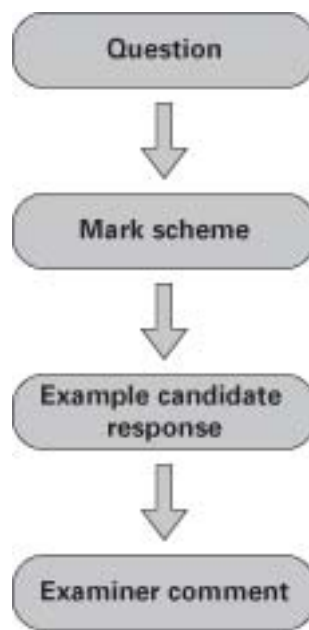 Question
Mark scheme
Example candidate
response
Examiner comment